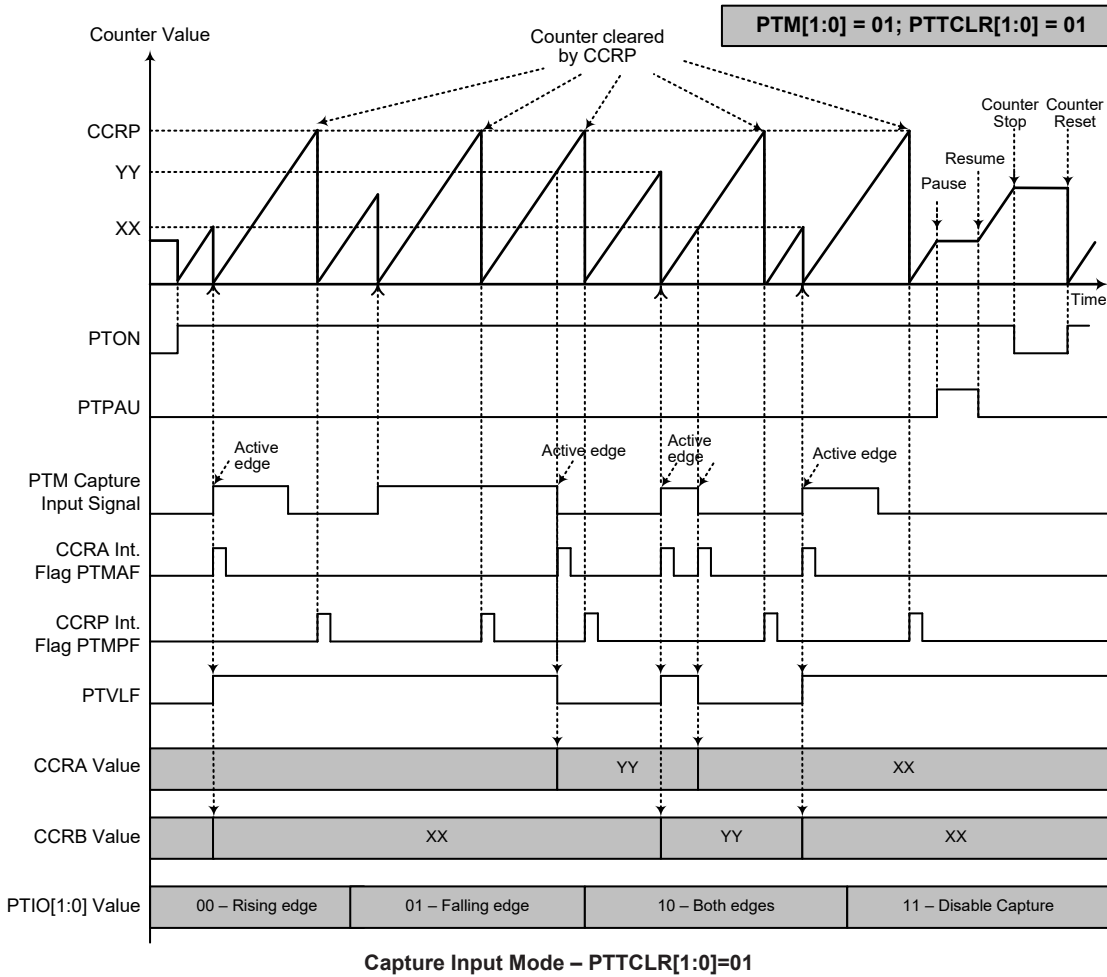 PTM[1:0] = 01; PTTCLR[1:0] = 01
Counter Value
Counter cleared
by CCRP
Counter
Stop
Counter
Reset
CCRP
YY
Resume
Pause
XX
Time
PTON
PTPAU
Active
edge
Active edge
Active
edge
Active edge
PTM Capture
Input Signal
CCRA Int.
Flag PTMAF
CCRP Int.
Flag PTMPF
PTVLF
CCRA Value
YY
XX
CCRB Value
XX
YY
XX
PTIO[1:0] Value
00 – Rising edge
01 – Falling edge
10 – Both edges
11 – Disable Capture
Capture Input Mode – PTTCLR[1:0]=01